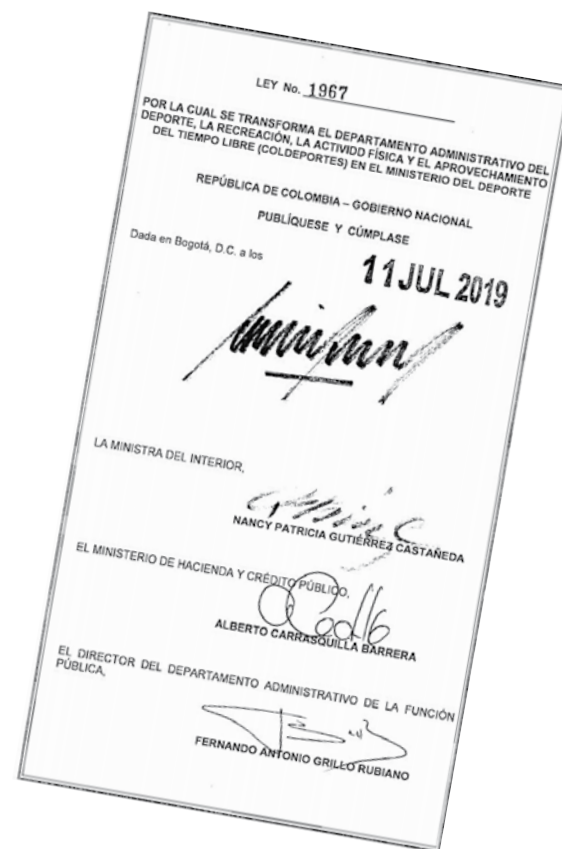 LEY No. 1967
POR LA CUAL SE TRANSFORMA EL DEPARTAMENTO ADMINISTRATIVO DEL
DEPORTE, LA RECREACIÓN, LA ACTIVIDD FÍSICA Y EL APROVECHAMIENTO
DEL TIEMPO LIBRE (COLDEPORTES) EN EL MINISTERIO DEL DEPORTE
REPÚBLICA DE COLOMBIA – GOBIERNO NACIONAL
PUBLÍQUESE Y CÚMPLASE
Dada en Bogotá, D.C. a los
11 JUL 2019
LA MINISTRA DEL INTERIOR,
NANCY PATRICIA GUTIÉRREZ CASTAÑEDA
EL MINISTERIO DE HACIENDA Y CRÉDITO PÚBLICO,
ALBERTO CARRASQUILLA BARRERA
EL DIRECTOR DEL DEPARTAMENTO ADMINISTRATIVO DE LA FUNCIÓN
PÚBLICA,
FERNANDO ANTONIO GRILLO RUBIANO